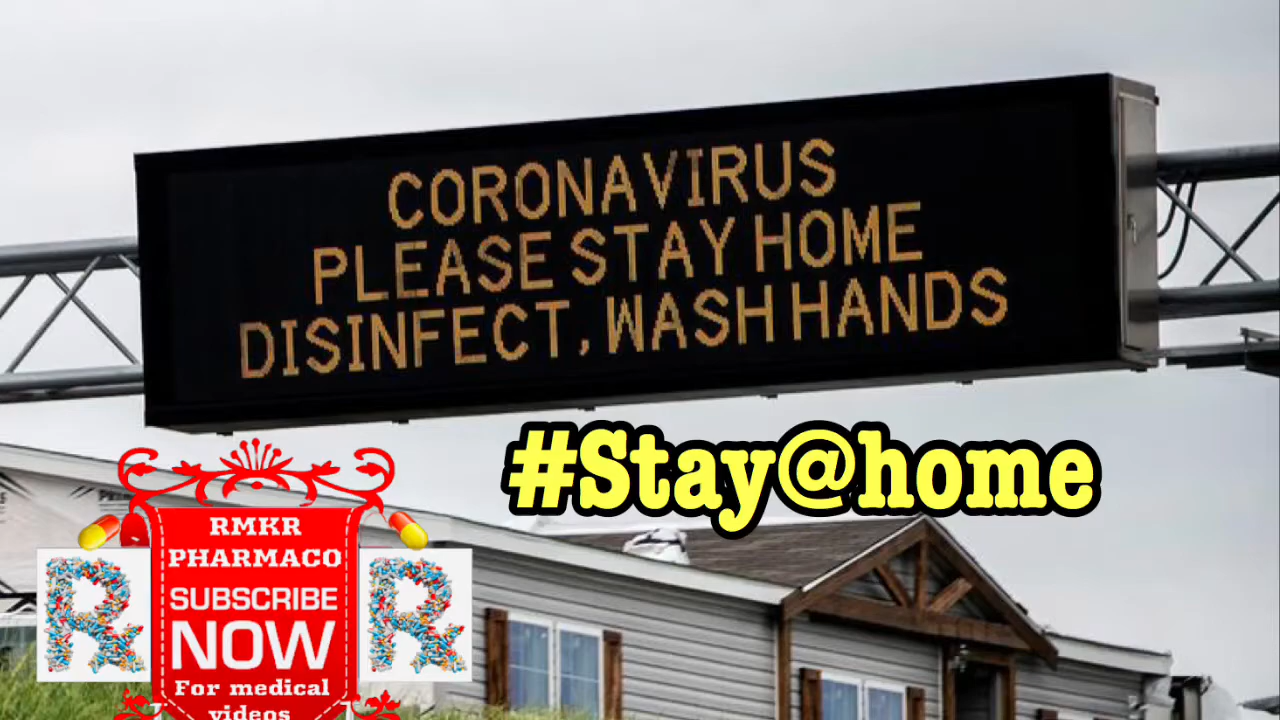 CORONAVIRUS
PLEASE STAY HOME
DISINFECT, WASH HANDS
#Stay@home
RMKR
PHARMACO
SUBSCRIBE
NOW
For medical
videos